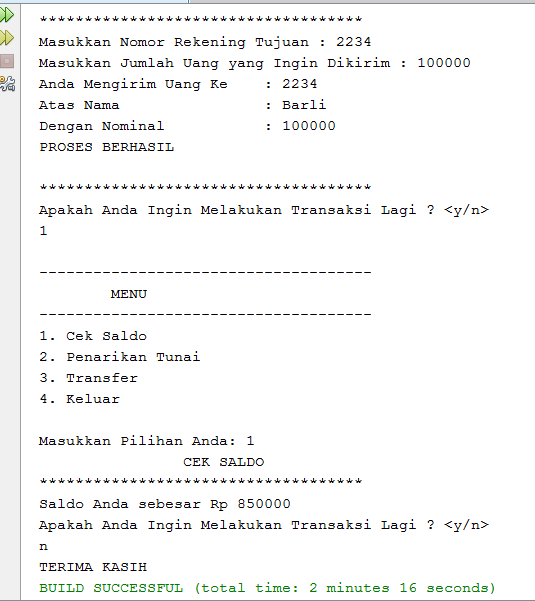 ************************************
Masukkan Nomor Rekening Tujuan : 2234
Masukkan Jumlah Uang yang Ingin Dikirim : 100000
Anda Mengirim Uang Ke    : 2234
Atas Nama                : Barli
Dengan Nominal           : 100000
PROSES BERHASIL
*************************************
Apakah Anda Ingin Melakukan Transaksi Lagi ? <y/n>
1
-------------------------------------
        MENU
-------------------------------------
1. Cek Saldo
2. Penarikan Tunai
3. Transfer
4. Keluar
Masukkan Pilihan Anda: 1
                CEK SALDO
************************************
Saldo Anda sebesar Rp 850000
Apakah Anda Ingin Melakukan Transaksi Lagi ? <y/n>
n
TERIMA KASIH
BUILD SUCCESSFUL (total time: 2 minutes 16 seconds)